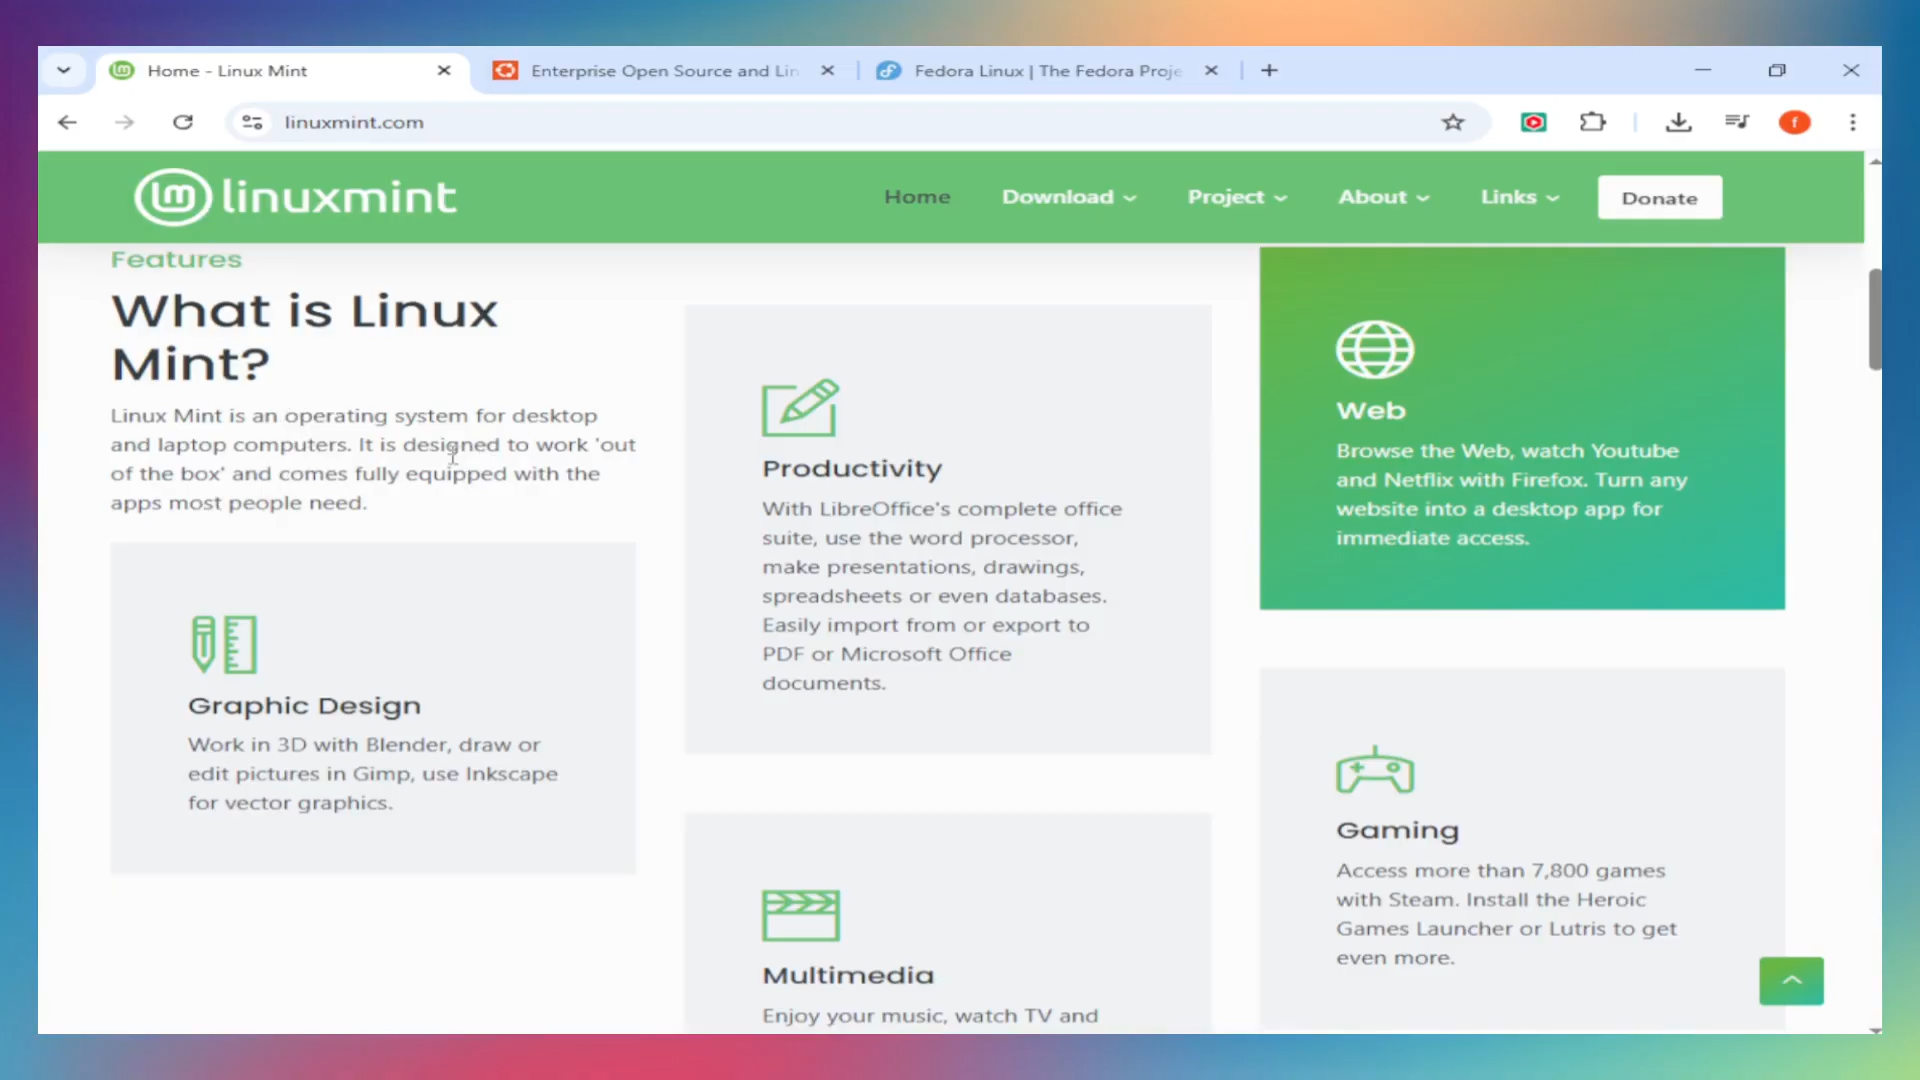 Home - Linux Mint
Enterprise Open Source and Lin
Fedora Linux | The Fedora Proje
linuxmint.com
f
linuxmint
Home
Download
Project
About
Links
Donate
Features
What is Linux
Mint?
Linux Mint is an operating system for desktop
and laptop computers. It is designed to work 'out
of the box' and comes fully equipped with the
apps most people need.
Graphic Design
Work in 3D with Blender, draw or
edit pictures in Gimp, use Inkscape
for vector graphics.
Productivity
With LibreOffice's complete office
suite, use the word processor,
make presentations, drawings,
spreadsheets or even databases.
Easily import from or export to
PDF or Microsoft Office
documents.
Multimedia
Enjoy your music, watch TV and
Web
Browse the Web, watch Youtube
and Netflix with Firefox. Turn any
website into a desktop app for
immediate access.
Gaming
Access more than 7,800 games
with Steam. Install the Heroic
Games Launcher or Lutris to get
even more.